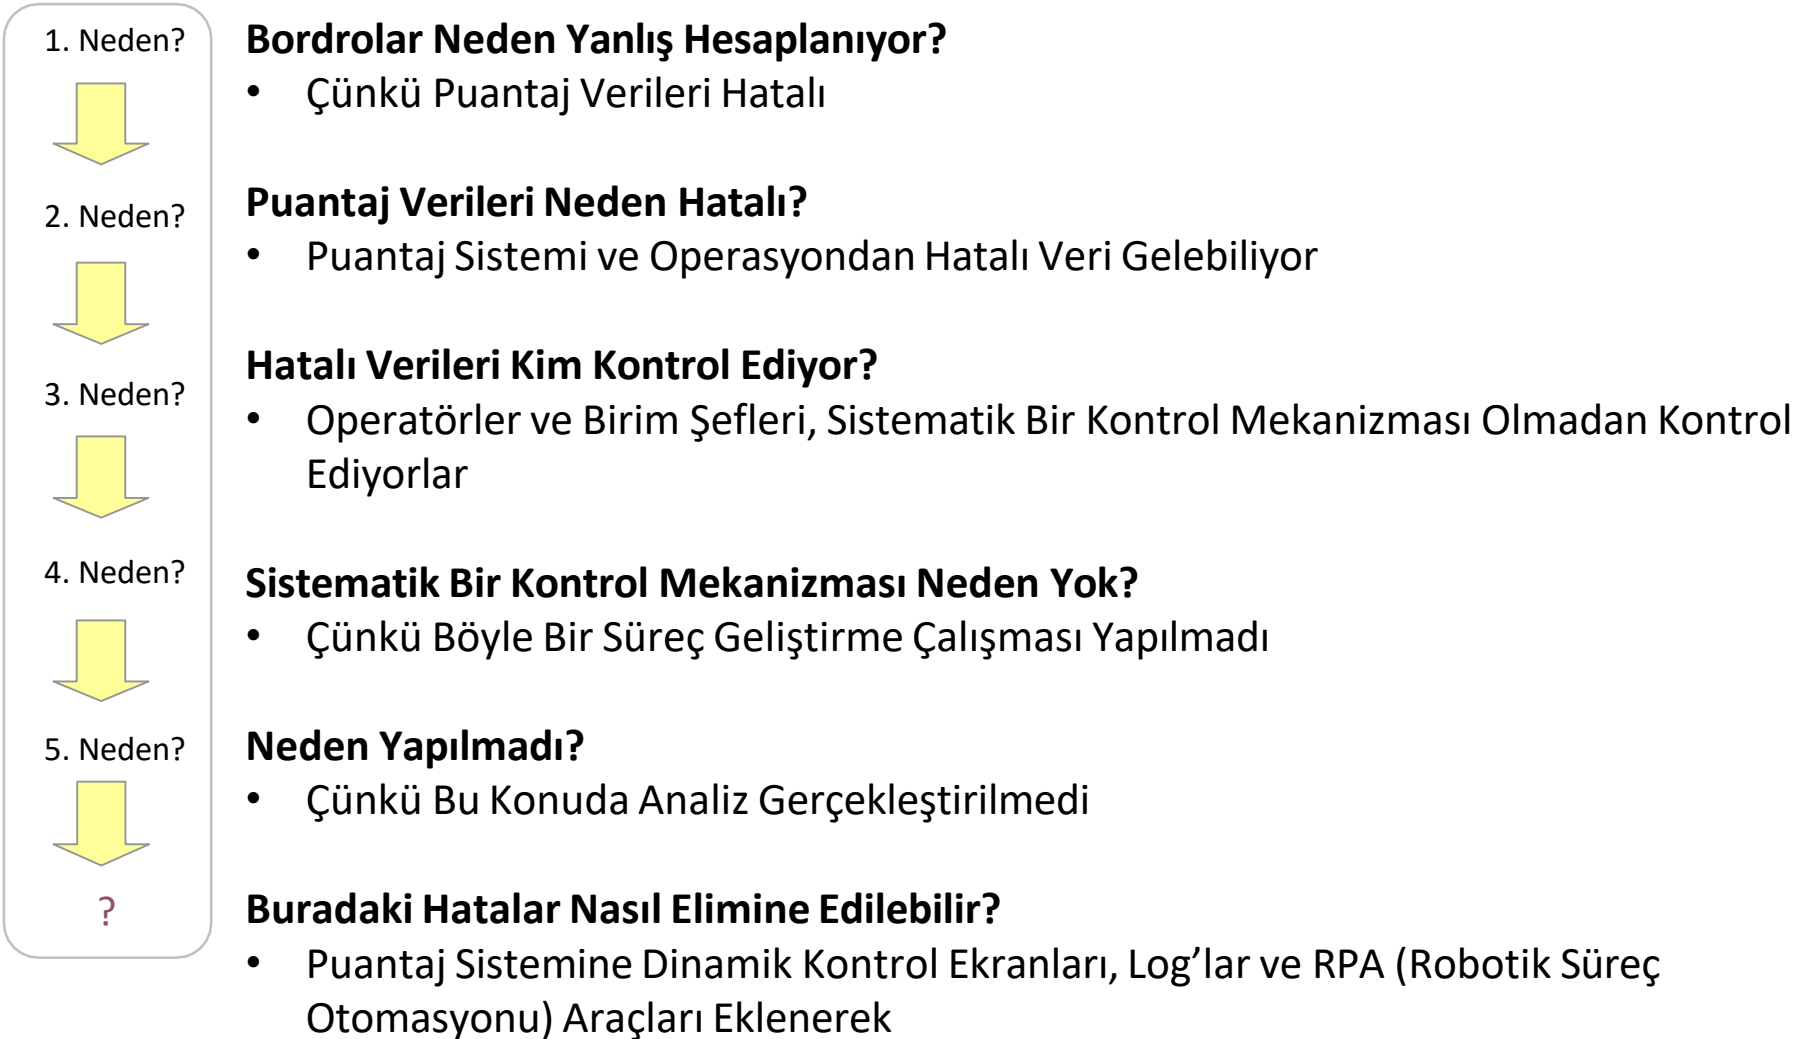 1. Neden?
Bordrolar Neden Yanlış Hesaplanıyor?
• Çünkü Puantaj Verileri Hatalı
2. Neden?
Puantaj Verileri Neden Hatalı?
• Puantaj Sistemi ve Operasyondan Hatalı Veri Gelebiliyor
3. Neden?
Hatalı Verileri Kim Kontrol Ediyor?
• Operatörler ve Birim Şefleri, Sistematik Bir Kontrol Mekanizması Olmadan Kontrol
Ediyorlar
4. Neden?
Sistematik Bir Kontrol Mekanizması Neden Yok?
• Çünkü Böyle Bir Süreç Geliştirme Çalışması Yapılmadı
5. Neden?
Neden Yapılmadı?
• Çünkü Bu Konuda Analiz Gerçekleştirilmedi
?
Buradaki Hatalar Nasıl Elimine Edilebilir?
• Puantaj Sistemine Dinamik Kontrol Ekranları, Log’lar ve RPA (Robotik Süreç
Otomasyonu) Araçları Eklenerek